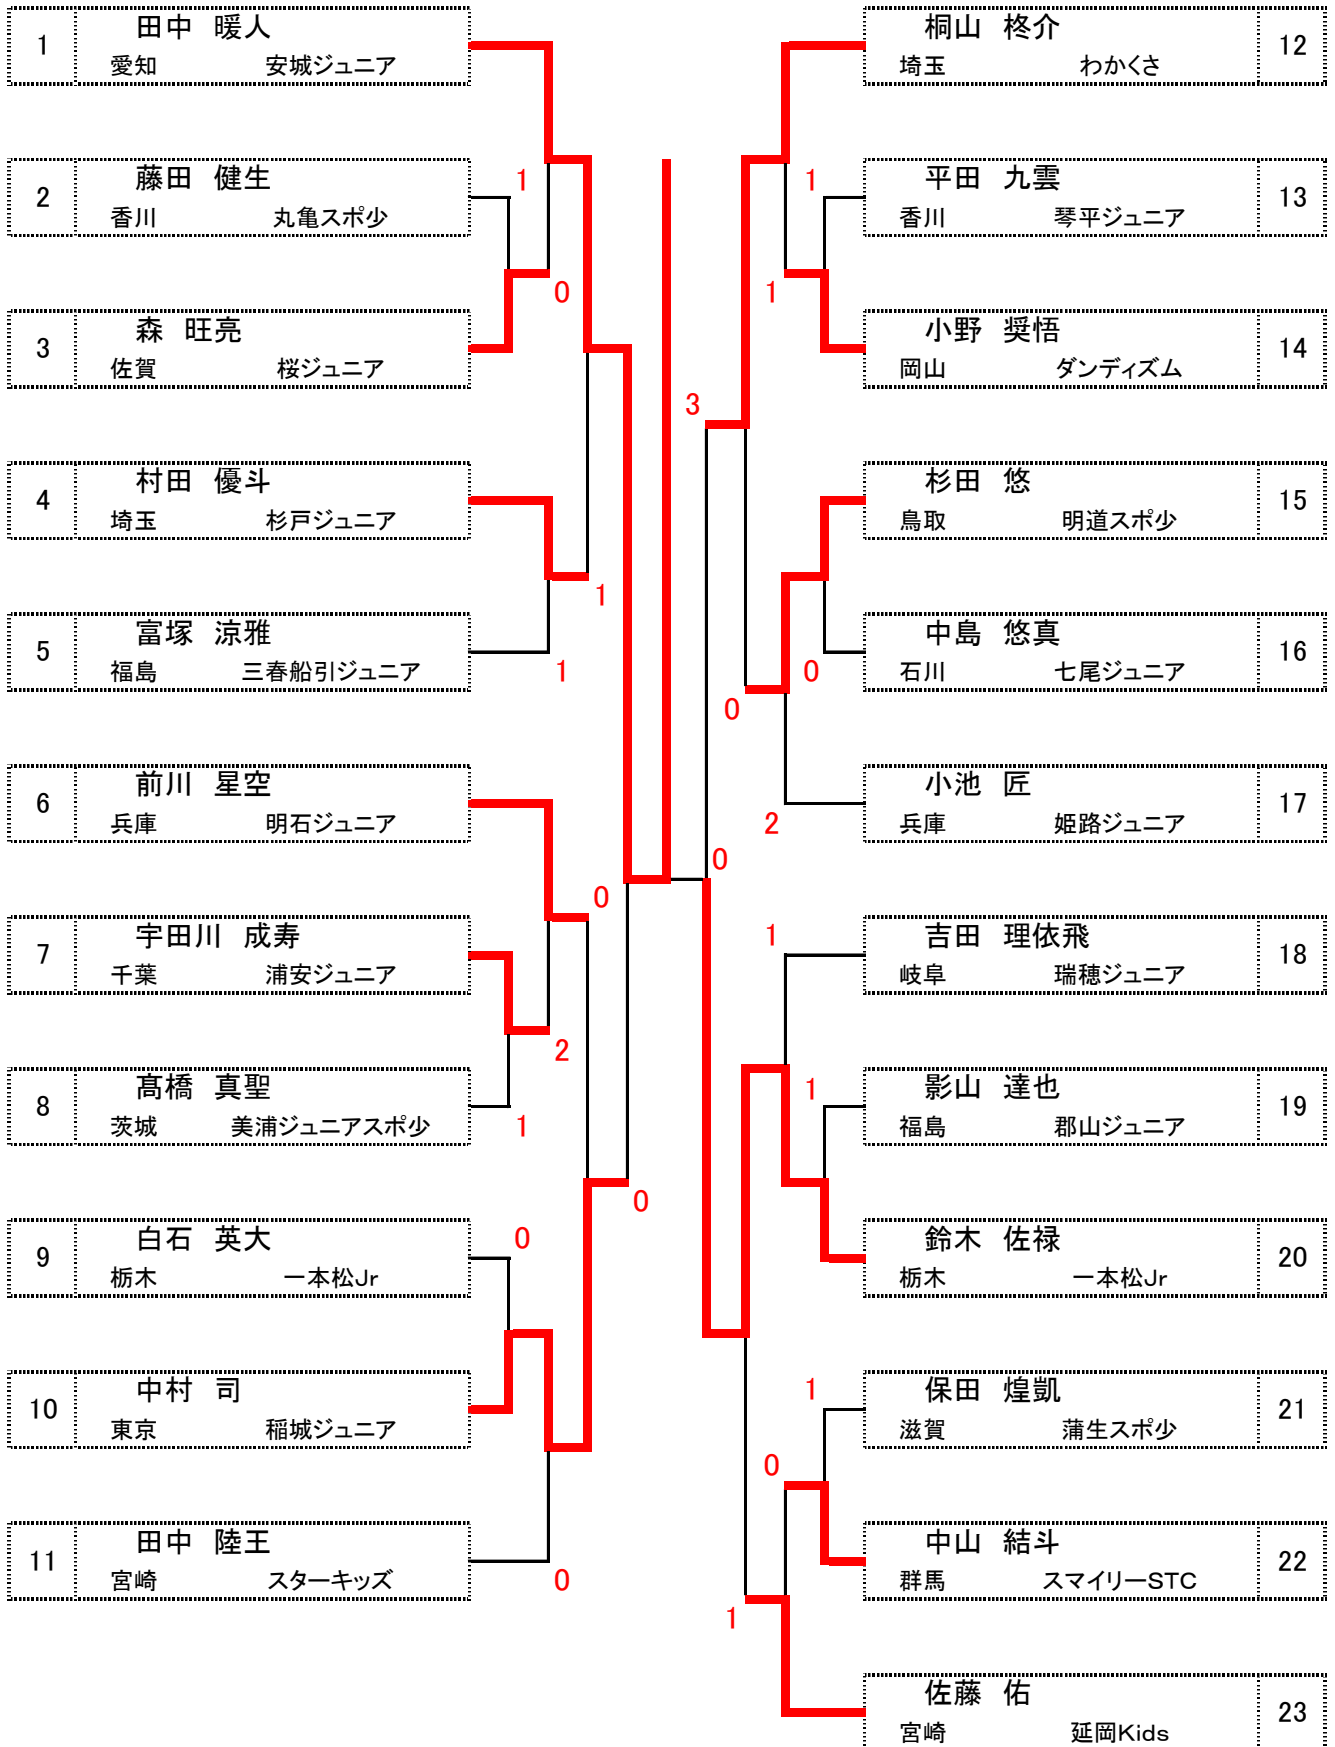 1
田中 暖人
愛知 安城ジュニア
2
藤田 健生
香川 丸亀スポ少
1
3
森 旺亮
佐賀 桜ジュニア
0
4
村田 優斗
埼玉 杉戸ジュニア
5
富塚 涼雅
福島 三春船引ジュニア
1
1
6
前川 星空
兵庫 明石ジュニア
7
宇田川 成寿
千葉 浦安ジュニア
0
8
髙橋 真聖
茨城 美浦ジュニアスポ少
2
1
9
白石 英大
栃木 一本松Jr
0
0
10
中村 司
東京 稲城ジュニア
11
田中 陸王
宮崎 スターキッズ
0
桐山 柊介
埼玉 わかくさ
12
1
平田 九雲
香川 琴平ジュニア
13
1
小野 奨悟
岡山 ダンディズム
14
3
杉田 悠
鳥取 明道スポ少
15
中島 悠真
石川 七尾ジュニア
16
0
0
小池 匠
兵庫 姫路ジュニア
17
2
0
1
吉田 理依飛
岐阜 瑞穂ジュニア
18
1
影山 達也
福島 郡山ジュニア
19
鈴木 佐禄
栃木 一本松Jr
20
1
保田 煌凱
滋賀 蒲生スポ少
21
0
中山 結斗
群馬 スマイリーSTC
22
1
佐藤 佑
宮崎 延岡Kids
23